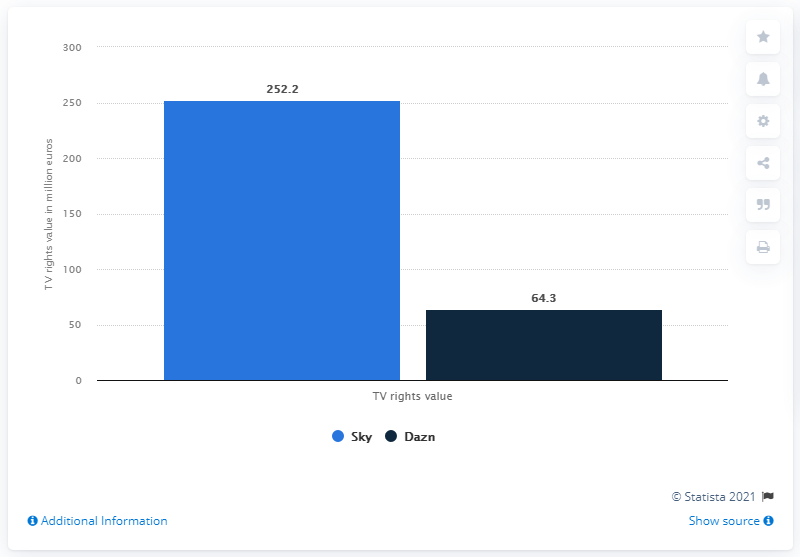 300
252.2
250
200
150
100
64.3
50
0
TV rights value in million euros
TV rights value
Sky Dazn
© Statista 2021
Additional Information Show source